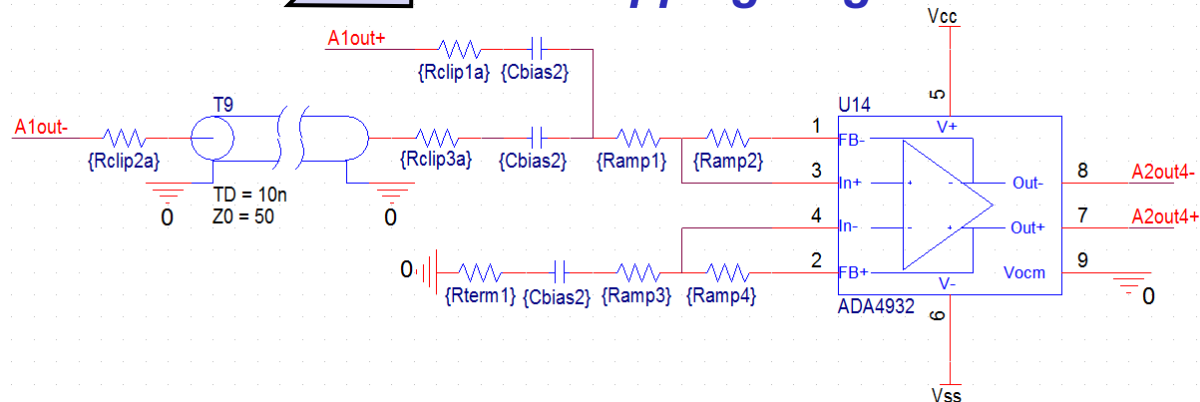 Vcc
A1out+
{Rclip1a} {Cbias2}
5
T9
U14
A1out-
1
FB-
V+
{Rclip2a}
{Rclip3a}
{Cbias2}
{Ramp1}
{Ramp2}
3
In+
Out-
8
A2out4-
0
TD = 10n
Z0 = 50
0
4
In-
Out+
7
A2out4+
0
2
FB+
Vocm
9
{Rterm1} {Cbias2} {Ramp3} {Ramp4}
V-
0
ADA4932
6
Vss